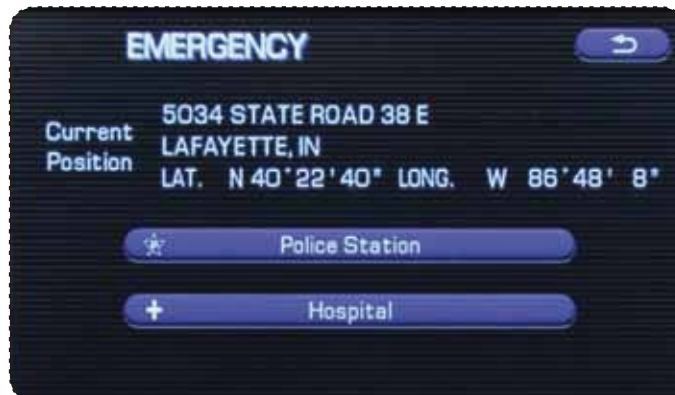 EMERGENCY
Current
Position
5034 STATE ROAD 38 E
LAFAYETTE, IN
LAT. N 40°22'40" LONG. W 86°48' 8"
Police Station
Hospital